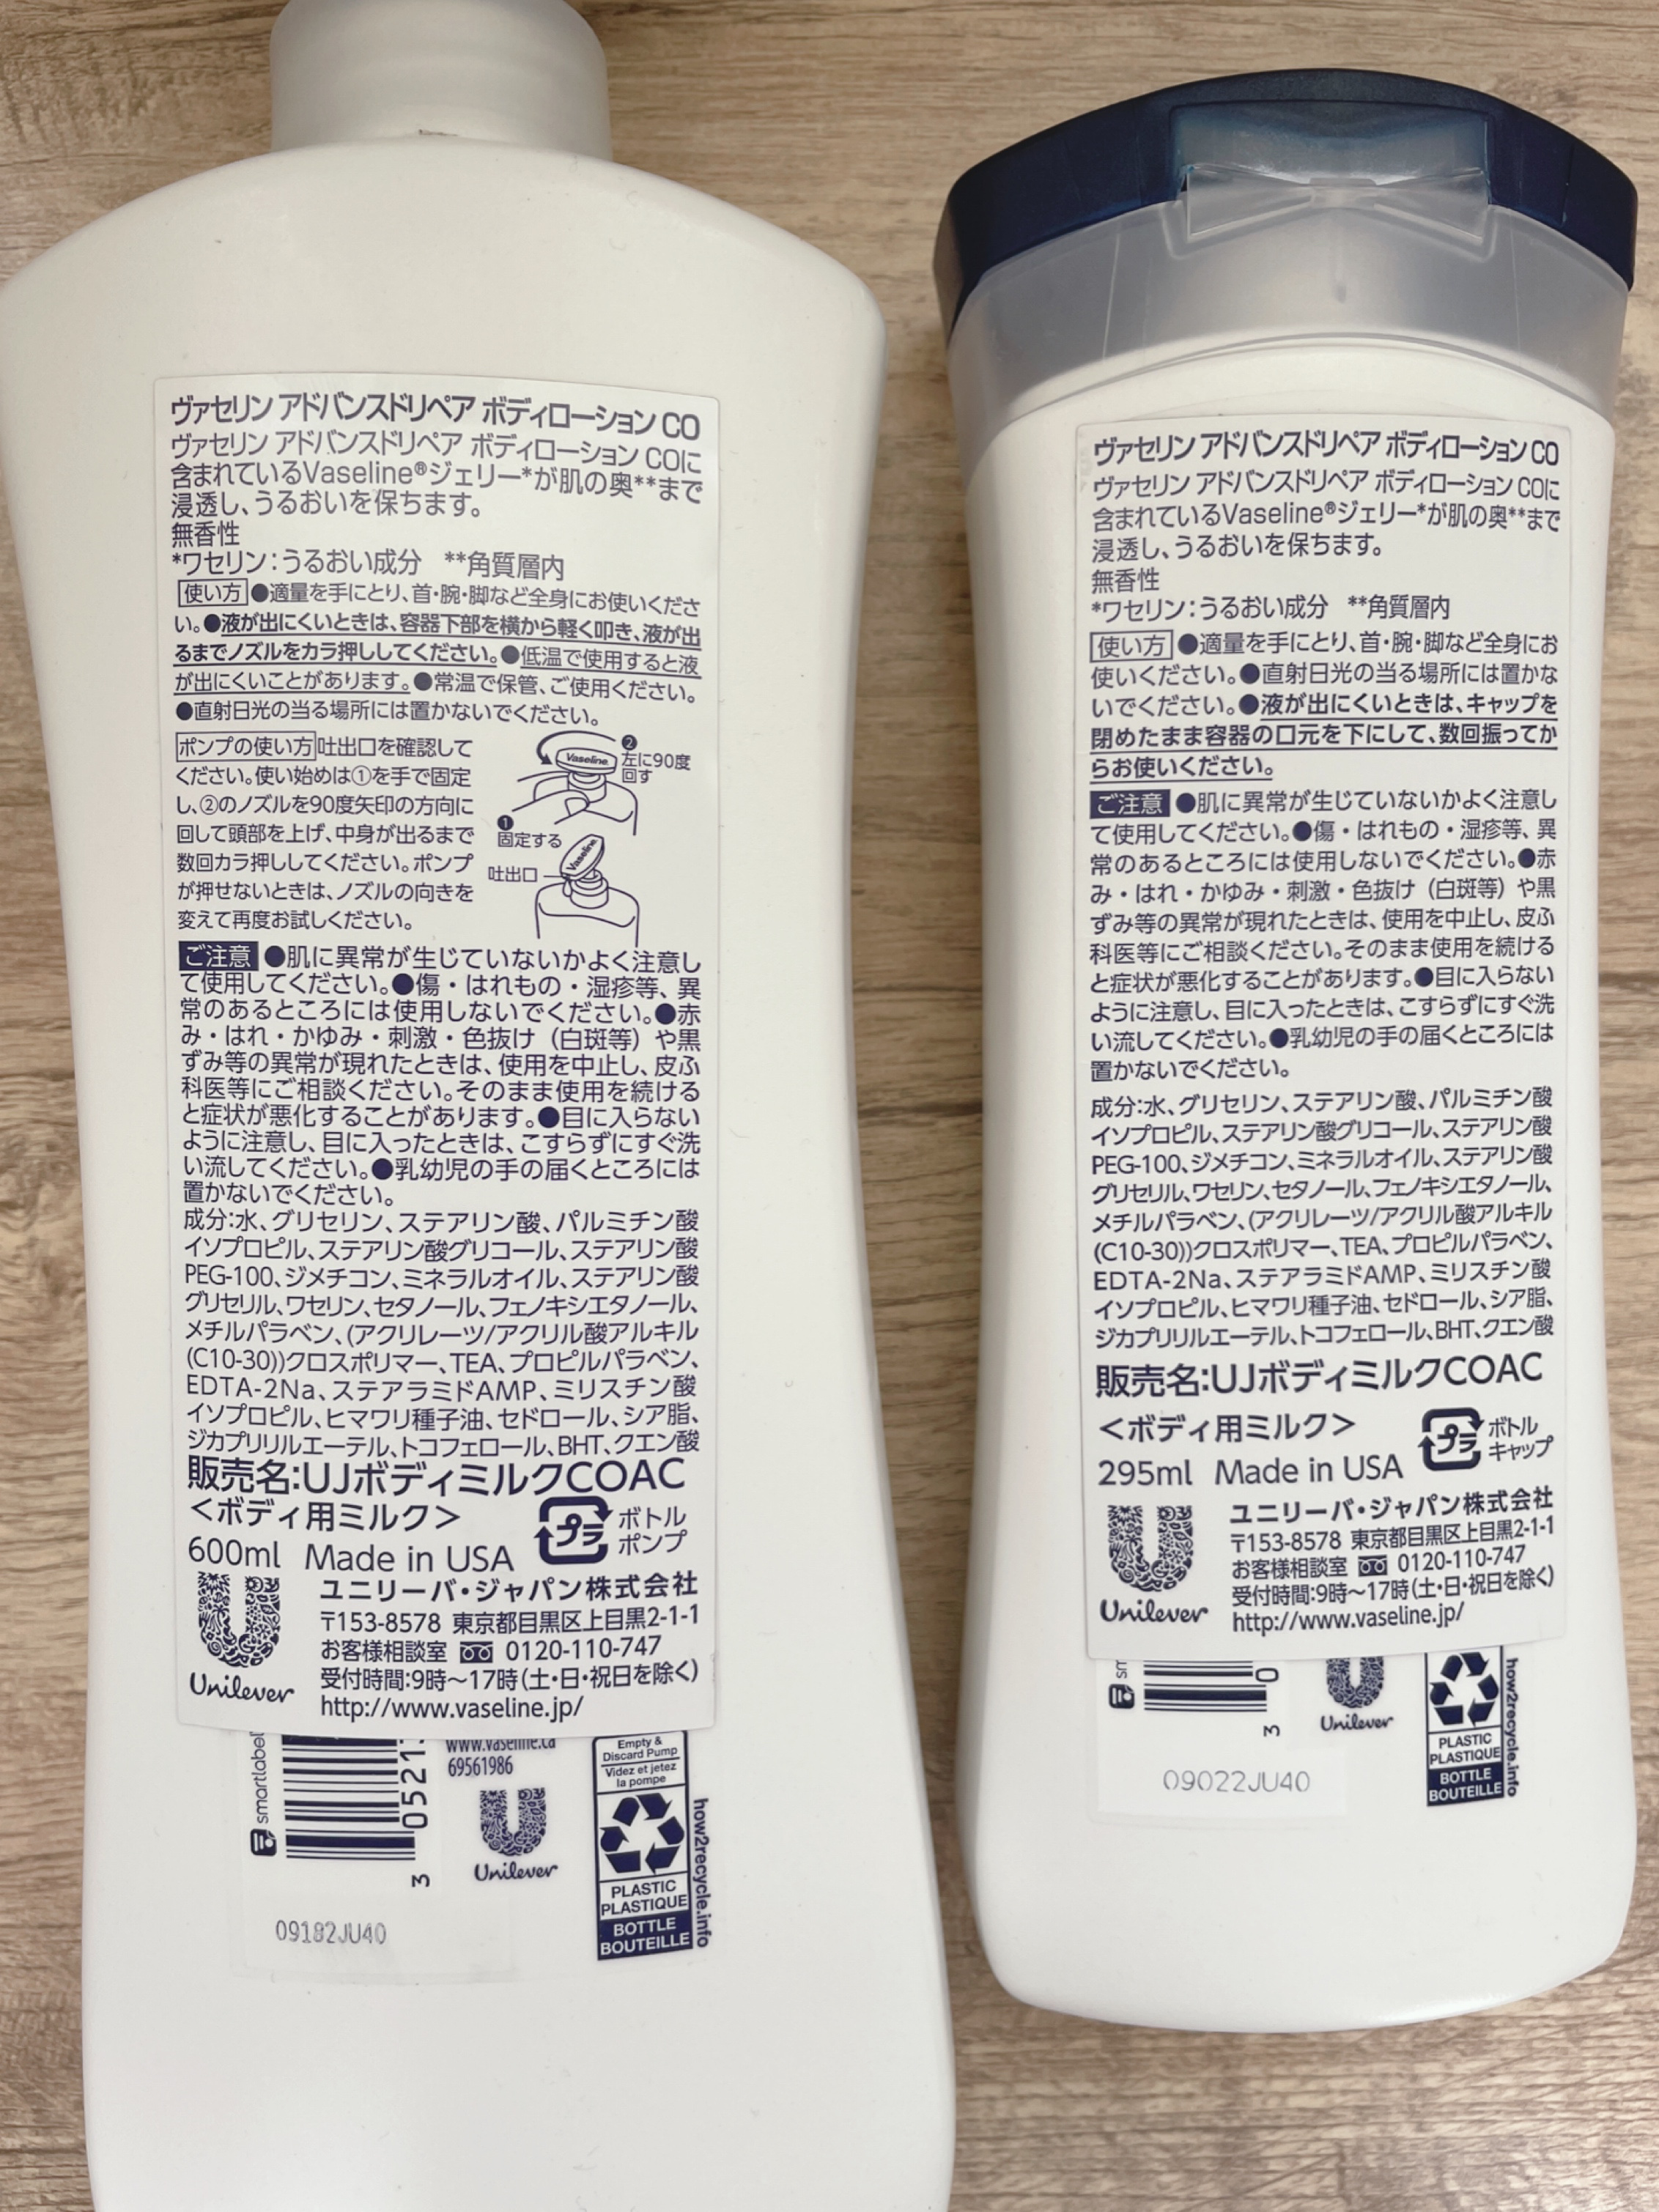 ヴァセリン アドバンスドリペア ボディローション CO
ヴァセリン アドバンスドリペア ボディローション COに
含まれているVaseline®ジェリー*が肌の奥**まで
浸透し、うるおいを保ちます。
無香性
*ワセリン:うるおい成分 **角質層内
使い方 ●適量を手にとり、首・腕・脚など全身にお使いくださ
い。●液が出にくいときは、容器下部を横から軽く叩き、液が出
るまでノズルをカラ押ししてください。●低温で使用すると液
が出にくいことがあります。●常温で保管、ご使用ください。
●直射日光の当る場所には置かないでください。
ポンプの使い方 吐出口を確認して
ください。使い始めは①を手で固定
し、②のノズルを90度矢印の方向に
回して頭部を上げ、中身が出るまで
数回カラ押ししてください。ポンプ
が押せないときは、ノズルの向きを
変えて再度お試しください。
Vaseline.
❷
左に90度
回す
❶
固定する
Vaseline.
吐出口
ご注意 ●肌に異常が生じていないかよく注意し
て使用してください。●傷・はれもの・湿疹等、異
常のあるところには使用しないでください。●赤
み・はれ・かゆみ・刺激・色抜け(白斑等)や黒
ずみ等の異常が現れたときは、使用を中止し、皮ふ
科医等にご相談ください。そのまま使用を続ける
と症状が悪化することがあります。●目に入らない
ように注意し、目に入ったときは、こすらずにすぐ洗
い流してください。●乳幼児の手の届くところには
置かないでください。
成分:水、グリセリン、ステアリン酸、パルミチン酸
イソプロピル、ステアリン酸グリコール、ステアリン酸
PEG-100、ジメチコン、ミネラルオイル、ステアリン酸
グリセリル、ワセリン、セタノール、フェノキシエタノール、
メチルパラベン、(アクリレーツ/アクリル酸アルキル
(C10-30))クロスポリマー、TEA、プロピルパラベン、
EDTA-2Na、ステアラミドAMP、ミリスチン酸
イソプロピル、ヒマワリ種子油、セドロール、シア脂、
ジカプリリルエーテル、トコフェロール、BHT、クエン酸
販売名:UJボディミルクCOAC
<ボディ用ミルク>
プラ
ボトル
ポンプ
600ml Made in USA
ユニリーバ・ジャパン株式会社
〒153-8578 東京都目黒区上目黒2-1-1
お客様相談室 0120-110-747
受付時間:9時~17時(土・日・祝日を除く)
http://www.vaseline.jp/
Unilever
smartlabel
3 0521
www.vaseline.ca
69561986
Unilever
Empty &
Discard Pump
Videz et jetez
la pompe
PLASTIC
PLASTIQUE
BOTTLE
BOUTEILLE
how2recycle.info
09182JU40
ヴァセリン アドバンスドリペア ボディローション CO
ヴァセリン アドバンスドリペア ボディローション COに
含まれているVaseline®ジェリー*が肌の奥**まで
浸透し、うるおいを保ちます。
無香性
*ワセリン:うるおい成分 **角質層内
使い方 ●適量を手にとり、首・腕・脚など全身にお
使いください。●直射日光の当る場所には置かな
いでください。●液が出にくいときは、キャップを
閉めたまま容器の口元を下にして、数回振ってか
らお使いください。
ご注意 ●肌に異常が生じていないかよく注意し
て使用してください。●傷・はれもの・湿疹等、異
常のあるところには使用しないでください。●赤
み・はれ・かゆみ・刺激・色抜け(白斑等)や黒
ずみ等の異常が現れたときは、使用を中止し、皮ふ
科医等にご相談ください。そのまま使用を続ける
と症状が悪化することがあります。●目に入らない
ように注意し、目に入ったときは、こすらずにすぐ洗
い流してください。●乳幼児の手の届くところには
置かないでください。
成分:水、グリセリン、ステアリン酸、パルミチン酸
イソプロピル、ステアリン酸グリコール、ステアリン酸
PEG-100、ジメチコン、ミネラルオイル、ステアリン酸
グリセリル、ワセリン、セタノール、フェノキシエタノール、
メチルパラベン、(アクリレーツ/アクリル酸アルキル
(C10-30))クロスポリマー、TEA、プロピルパラベン、
EDTA-2Na、ステアラミドAMP、ミリスチン酸
イソプロピル、ヒマワリ種子油、セドロール、シア脂、
ジカプリリルエーテル、トコフェロール、BHT、クエン酸
販売名:UJボディミルクCOAC
<ボディ用ミルク>
プラ
ボトル
キャップ
295ml Made in USA
ユニリーバ・ジャパン株式会社
〒153-8578 東京都目黒区上目黒2-1-1
お客様相談室 0120-110-747
受付時間:9時~17時(土・日・祝日を除く)
http://www.vaseline.jp/
Unilever
sm
3 0
Unilever
PLASTIC
PLASTIQUE
BOTTLE
BOUTEILLE
how2recycle.info
09022JU40